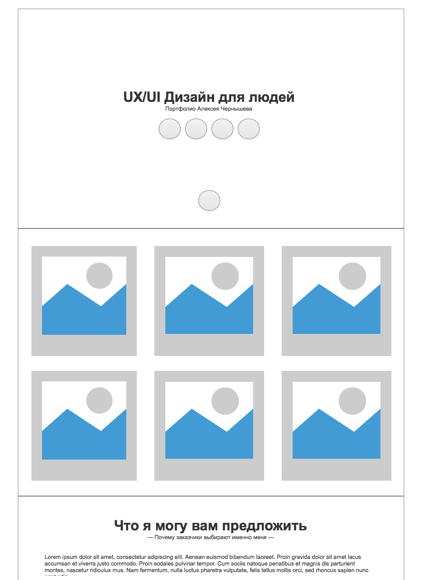 UX/UI Дизайн для людей
Портфолио Алексея Чернышева
Что я могу вам предложить
— Почему заказчики выбирают именно меня —
Lorem ipsum dolor sit amet, consectetur adipiscing elit. Aenean euismod bibendum laoreet. Proin gravida dolor sit amet lacus
accumsan et viverra justo commodo. Proin sodales pulvinar tempor. Cum sociis natoque penatibus et magnis dis parturient
montes, nascetur ridiculus mus. Nam fermentum, nulla luctus pharetra vulputate, felis tellus mollis orci, sed rhoncus sapien nunc